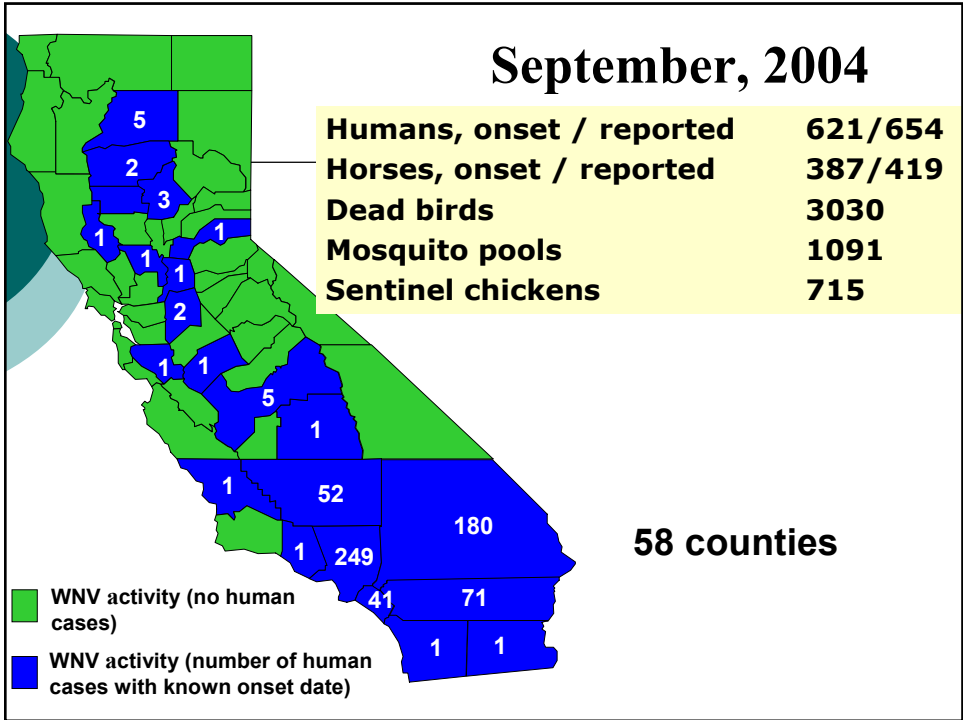 September, 2004
Humans, onset / reported 621/654
Horses, onset / reported 387/419
Dead birds 3030
Mosquito pools 1091
Sentinel chickens 715
5
2
3
1
1
1
1
2
1
1
5
1
1
52
180
1
249
41
71
1
1
58 counties
WNV activity (no human
cases)
WNV activity (number of human
cases with known onset date)